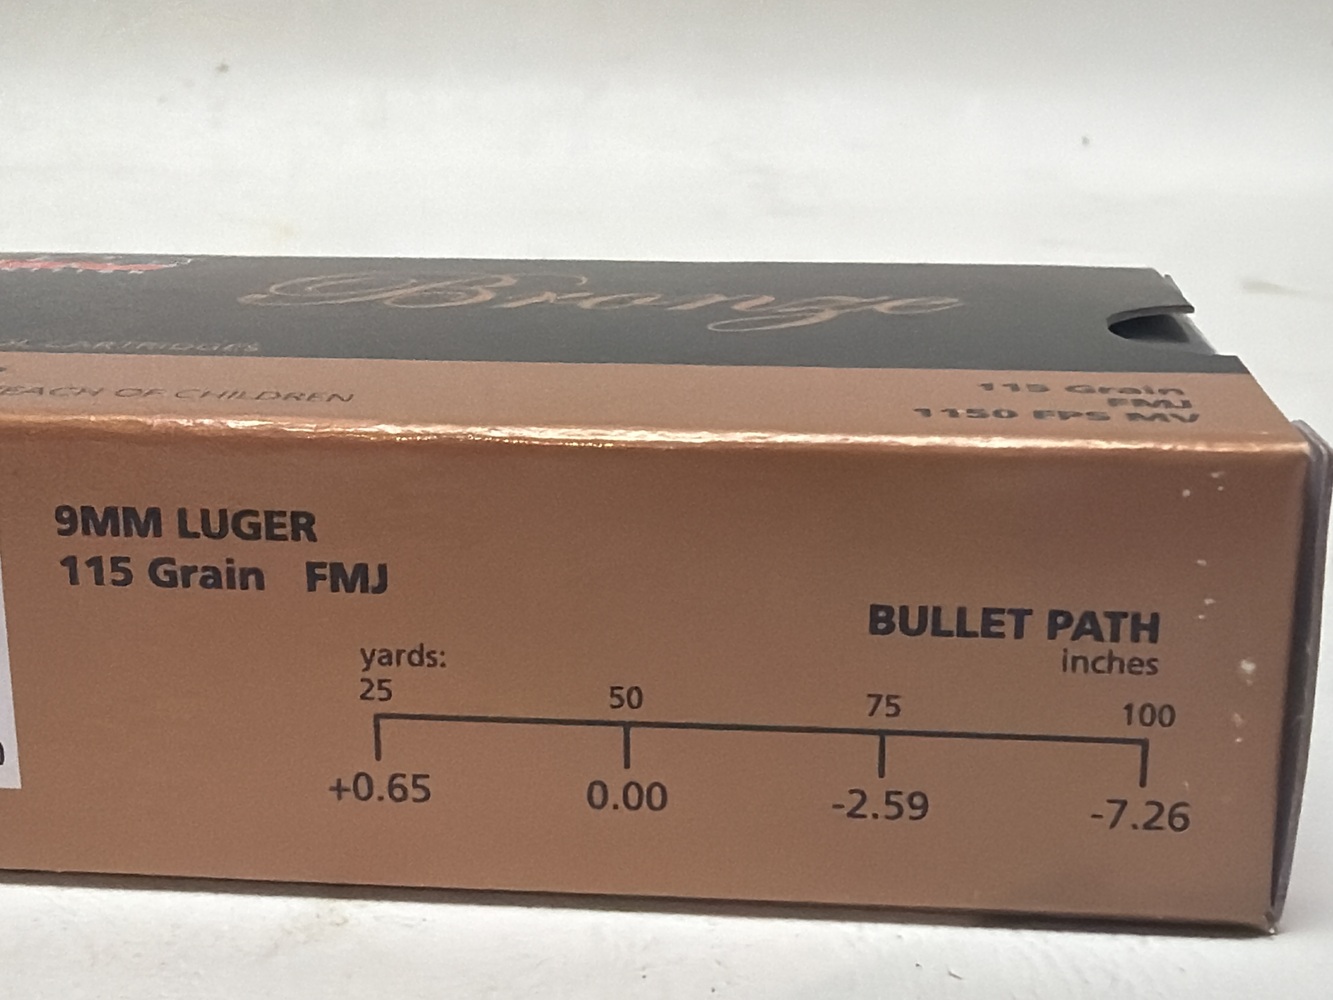 Bronze
CARTRIDGES
REACH OF CHILDREN
115 Grain
FMJ
1150 FPS MV
9MM LUGER
115 Grain FMJ
BULLET PATH
inches
yards:
25 50 75 100
+0.65 0.00 -2.59 -7.26